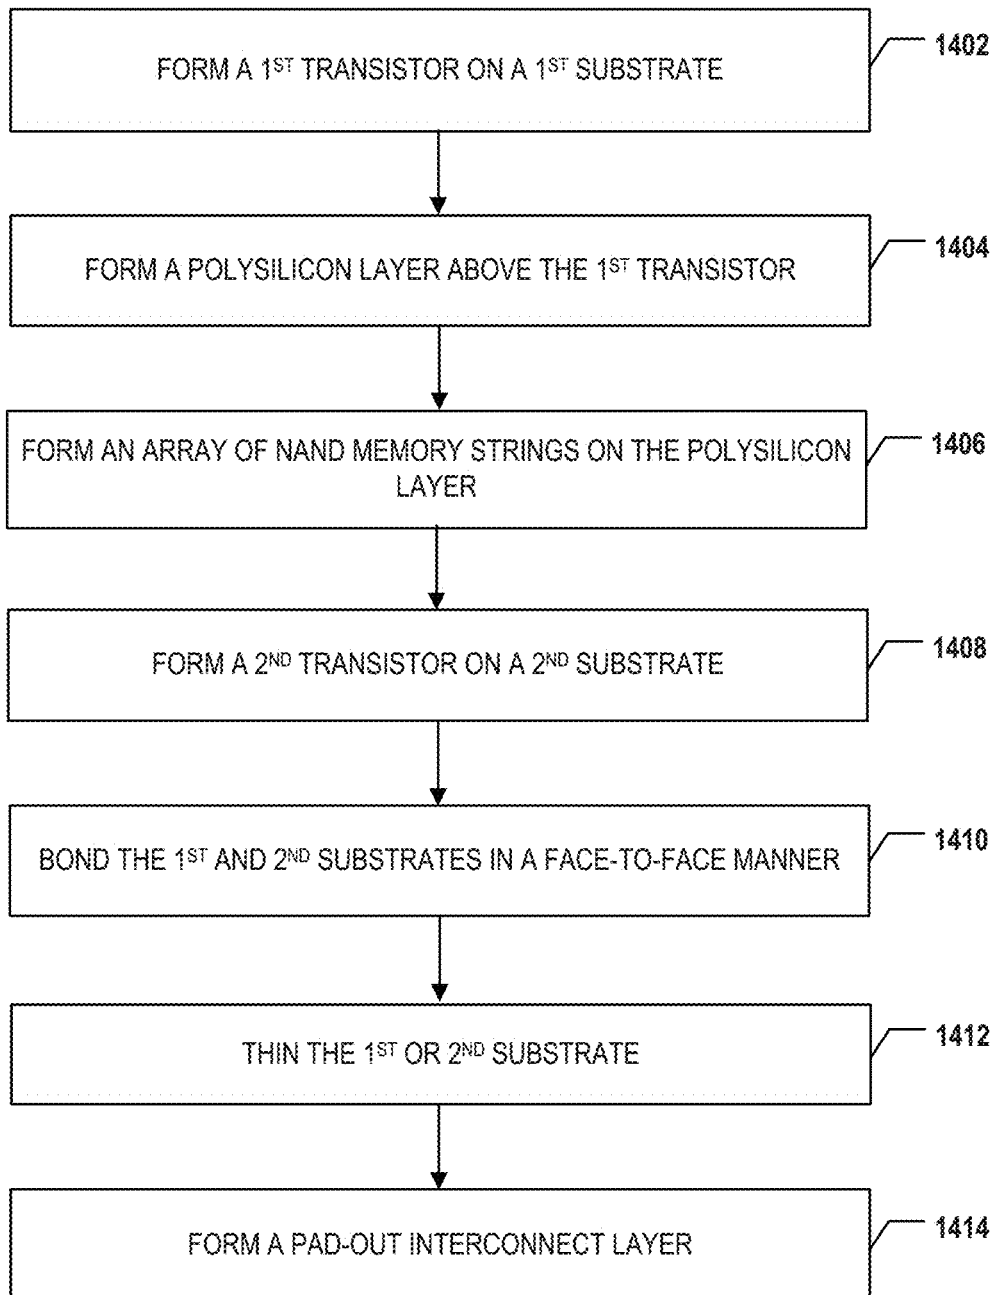 FORM A 1ST TRANSISTOR ON A 1ST SUBSTRATE
1402
FORM A POLYSILICON LAYER ABOVE THE 1ST TRANSISTOR
1404
FORM AN ARRAY OF NAND MEMORY STRINGS ON THE POLYSILICON
LAYER
1406
FORM A 2ND TRANSISTOR ON A 2ND SUBSTRATE
1408
BOND THE 1ST AND 2ND SUBSTRATES IN A FACE-TO-FACE MANNER
1410
THIN THE 1ST OR 2ND SUBSTRATE
1412
FORM A PAD-OUT INTERCONNECT LAYER
1414